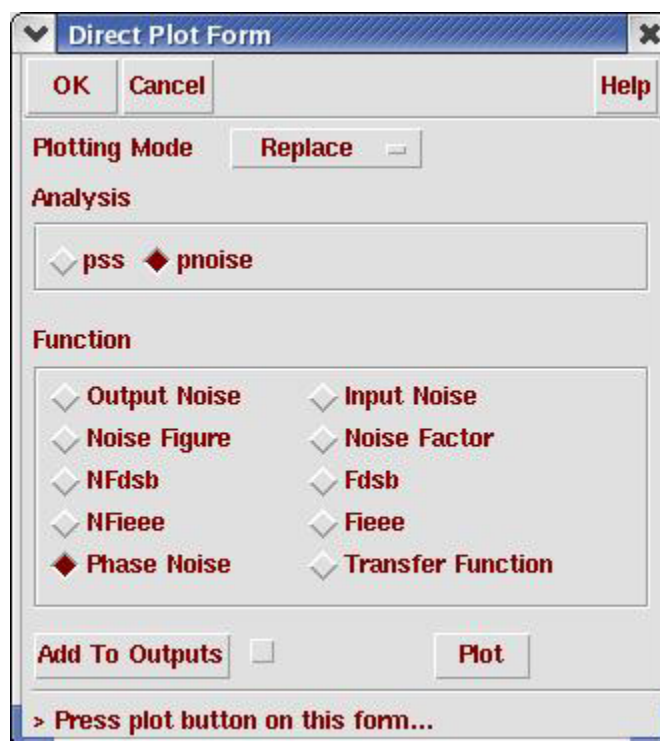 Direct Plot Form
OK Cancel Help
Plotting Mode Replace
Analysis
pss pnoise
Function
Output Noise Input Noise
Noise Figure Noise Factor
NFdsb Fdsb
NFieee Fieee
Phase Noise Transfer Function
Add To Outputs Plot
> Press plot button on this form...